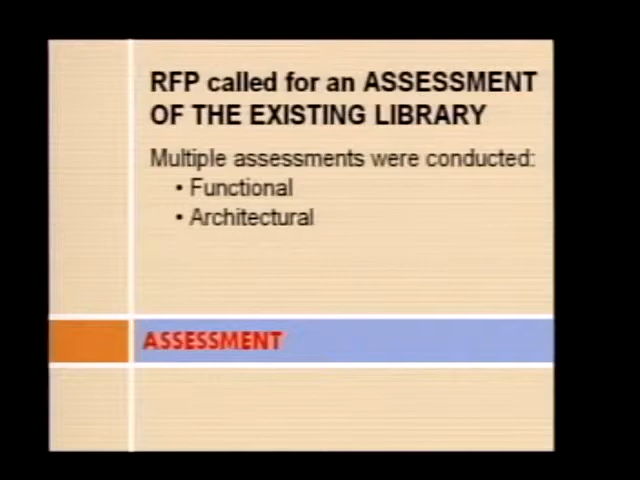 RFP called for an ASSESSMENT
OF THE EXISTING LIBRARY
Multiple assessments were conducted:
• Functional
• Architectural
ASSESSMENT